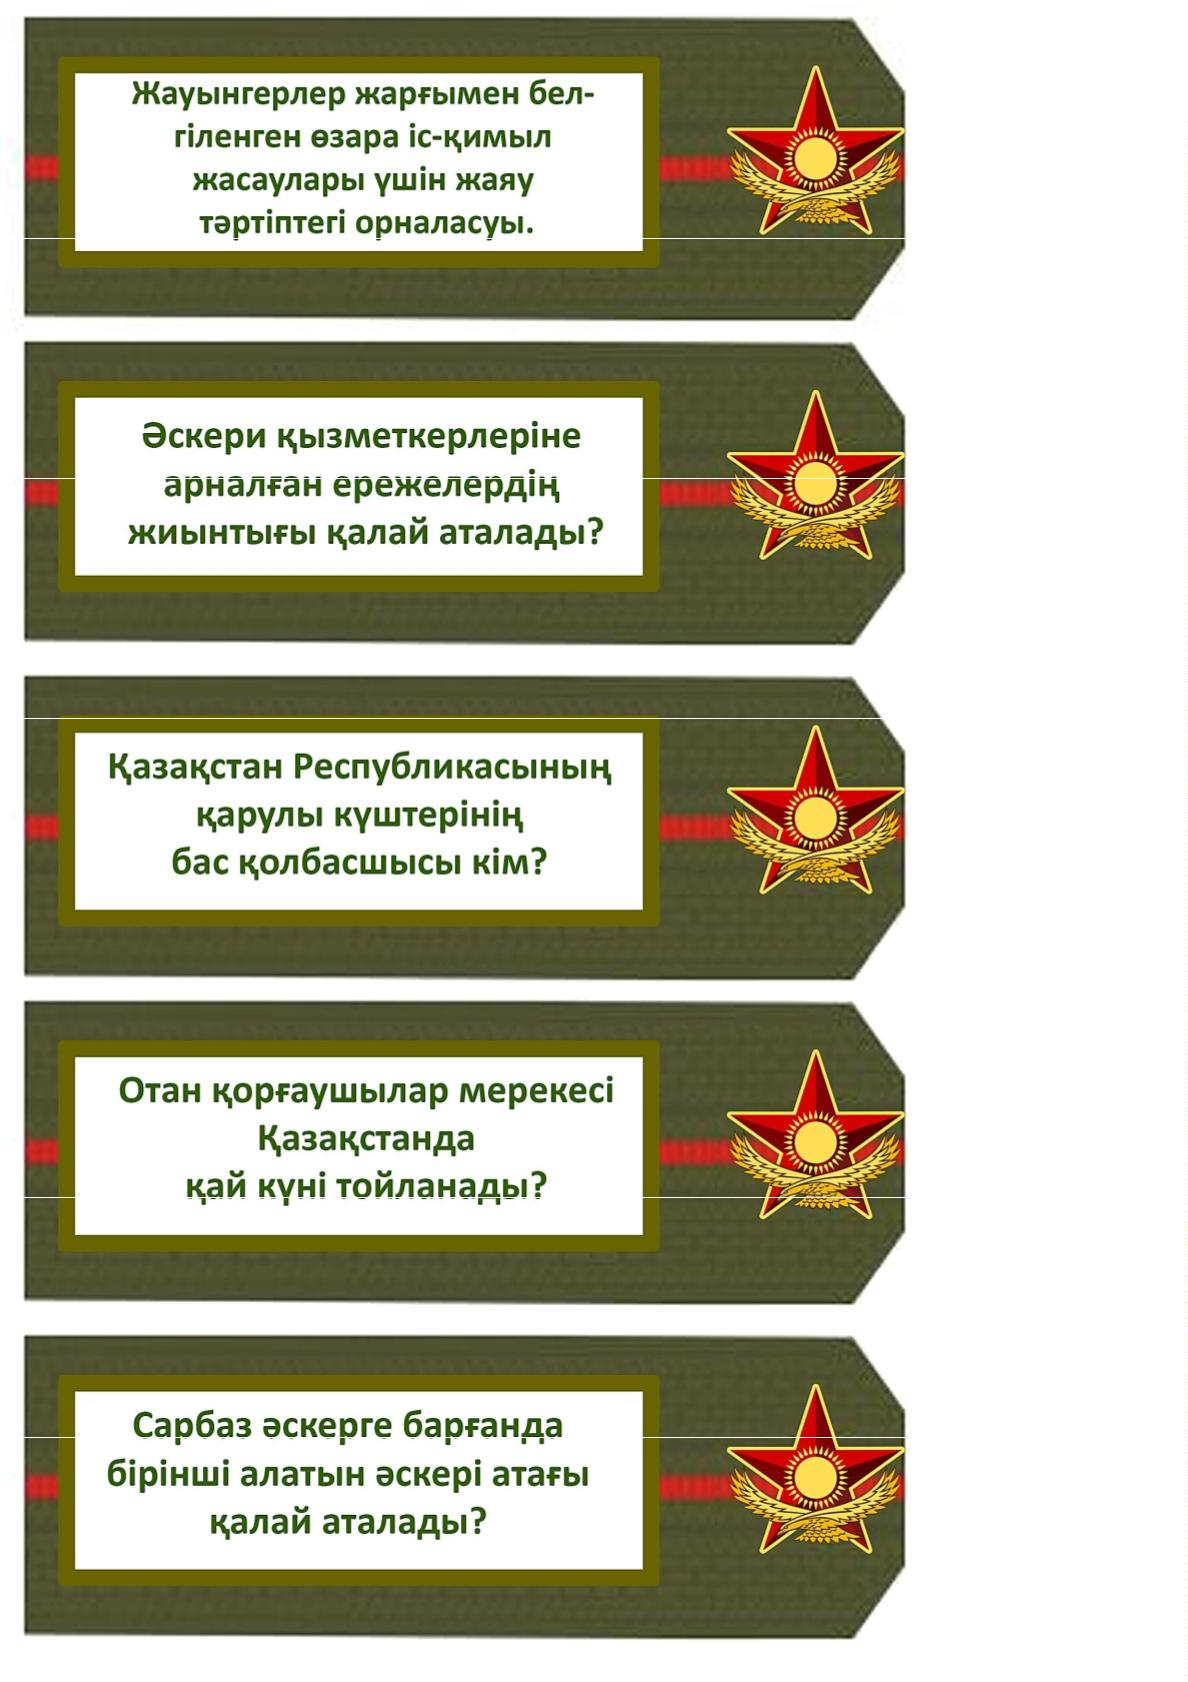 Жауынгерлер жарғымен бел-
гіленген өзара іс-қимыл
жасаулары үшін жаяу
тәртіптегі орналасуы.
Әскери қызметкерлеріне
арналған ережелердің
жиынтығы қалай аталады?
Қазақстан Республикасының
қарулы күштерінің
бас қолбасшысы кім?
Отан қорғаушылар мерекесі
Қазақстанда
қай күні тойланады?
Сарбаз әскерге барғанда
бірінші алатын әскері атағы
қалай аталады?